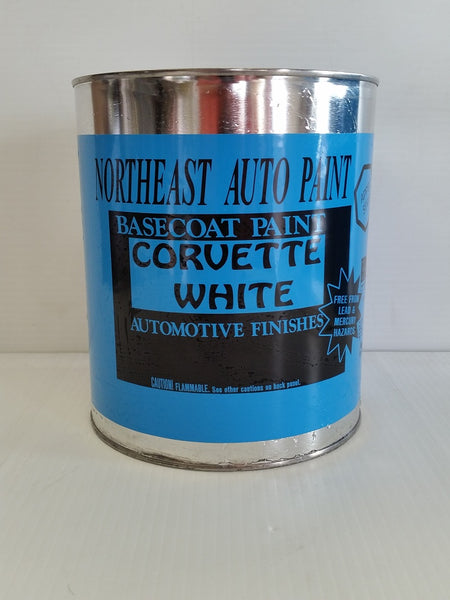 NORTHEAST AUTO PAINT
BASECOAT PAINT
CORVETTE
WHITE
AUTOMOTIVE FINISHES
FREE FROM
LEAD &
MERCURY
HAZARDS
CAUTION! FLAMMABLE. See other cautions on back panel.